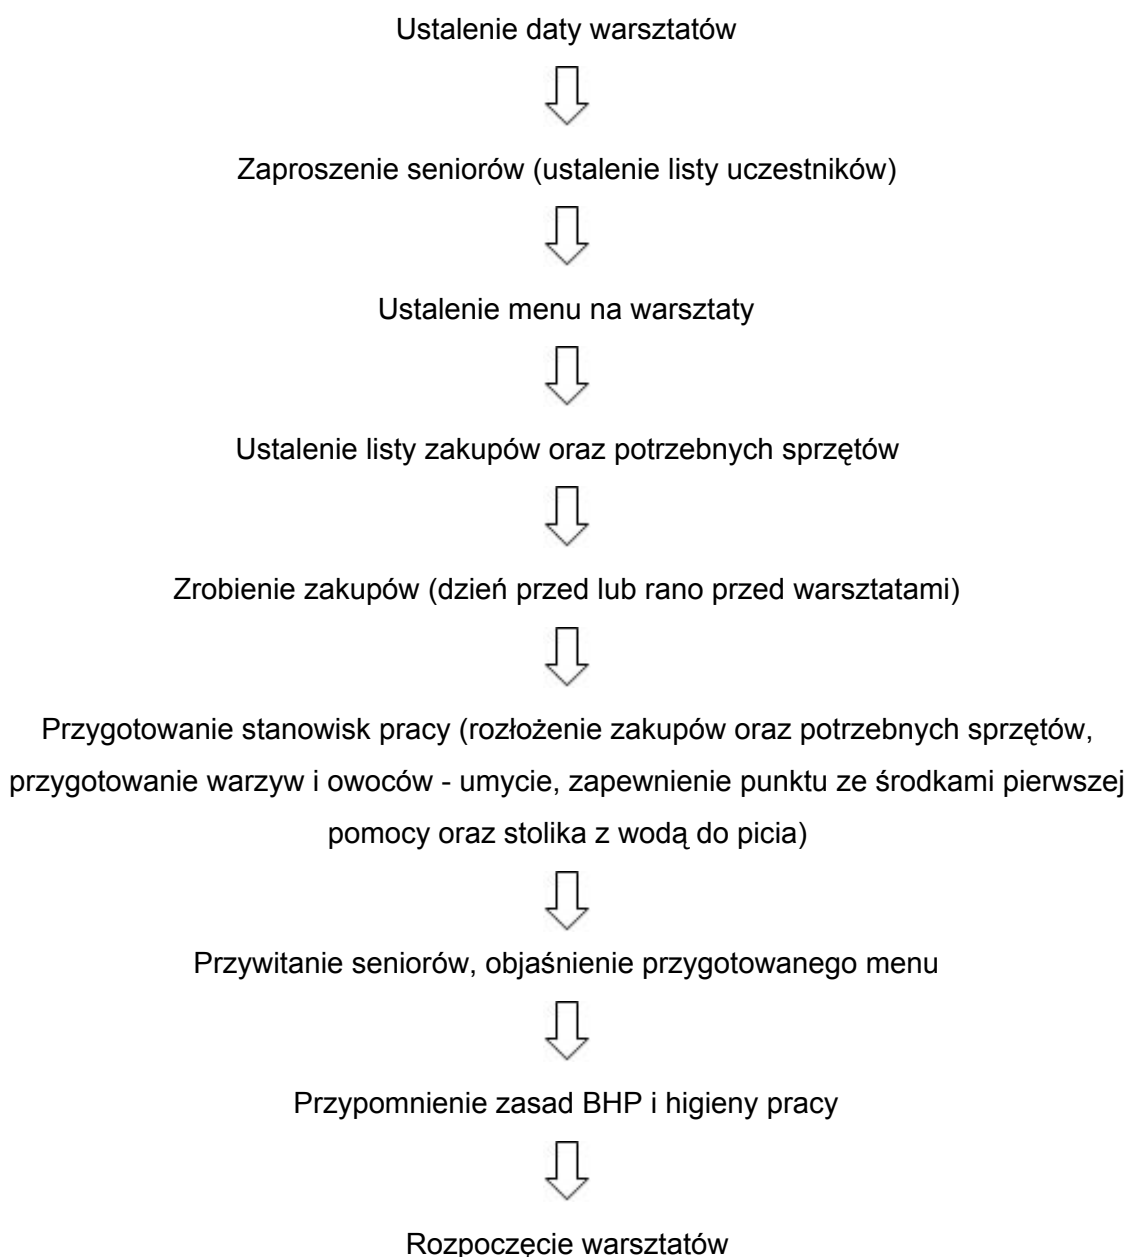 Ustalenie daty warsztatów
Zaproszenie seniorów (ustalenie listy uczestników)
Ustalenie menu na warsztaty
Ustalenie listy zakupów oraz potrzebnych sprzętów
Zrobienie zakupów (dzień przed lub rano przed warsztatami)
Przygotowanie stanowisk pracy (rozłożenie zakupów oraz potrzebnych sprzętów,
przygotowanie warzyw i owoców - umycie, zapewnienie punktu ze środkami pierwszej
pomocy oraz stolika z wodą do picia)
Przywitanie seniorów, objaśnienie przygotowanego menu
Przypomnienie zasad BHP i higieny pracy
Rozpoczęcie warsztatów